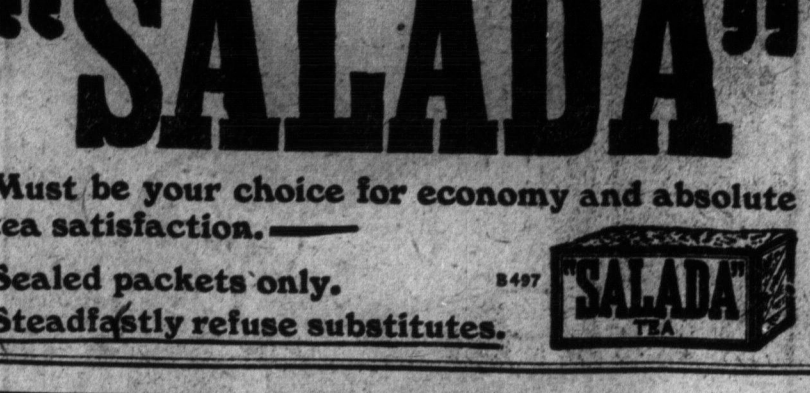 "SALADA"
Must be your choice for economy and absolute
tea satisfaction.
Sealed packets only.
B497
Steadfastly refuse substitutes.
"SALADA"
TEA